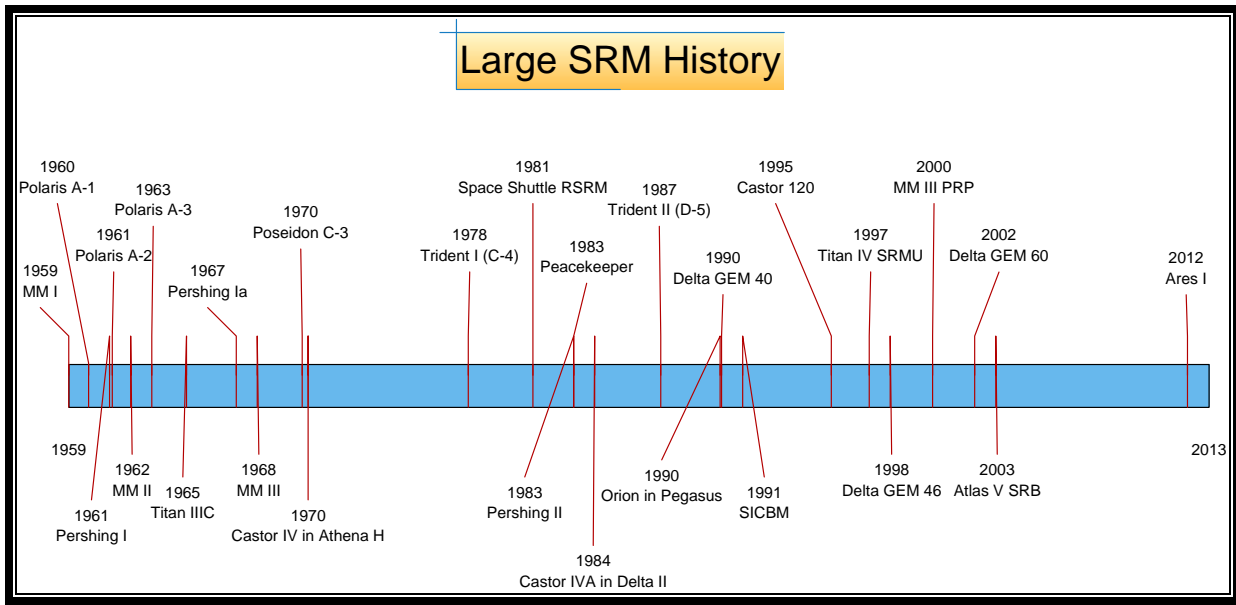 Large SRM History
1960
Polaris A-1
1963
Polaris A-3
1981
Space Shuttle RSRM
1987
Trident II (D-5)
1995
Castor 120
2000
MM III PRP
1970
Poseidon C-3
1961
Polaris A-2
1978
Trident I (C-4)
1983
Peacekeeper
1990
Delta GEM 40
1997
Titan IV SRMU
2002
Delta GEM 60
1959
MM I
1967
Pershing Ia
2012
Ares I
1959
2013
1962
MM II
1965
Titan IIIC
1968
MM III
1990
Orion in Pegasus
1998
Delta GEM 46
2003
Atlas V SRB
1961
Pershing I
1970
Castor IV in Athena H
1983
Pershing II
1991
SICBM
1984
Castor IVA in Delta II